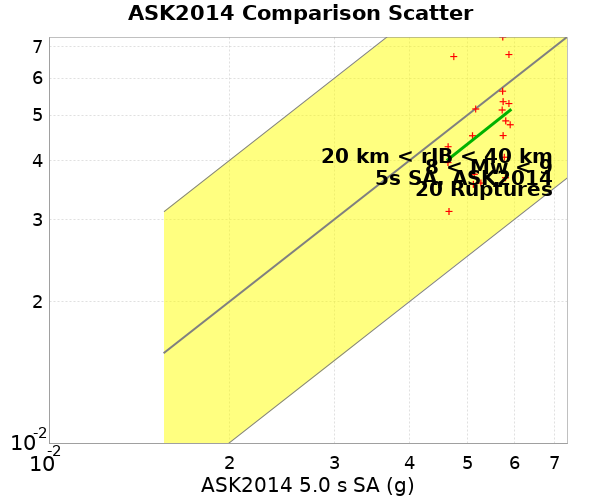 ASK2014 Comparison Scatter
7
6
5
4
3
2
10-2
20 km < rJB < 40 km
8 < Mw < 9
5s SA, ASK2014
20 Ruptures
10-2
2 3 4 5 6 7
ASK2014 5.0 s SA (g)